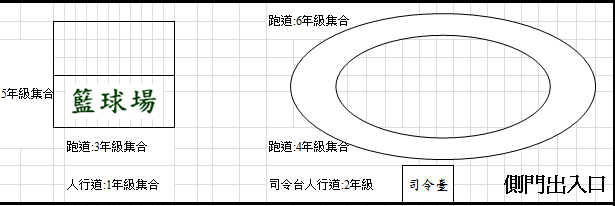 跑道:6年級集合
5年級集合
籃球場
跑道:3年級集合
跑道:4年級集合
人行道:1年級集合
司令台人行道:2年級
司令臺
側門出入口